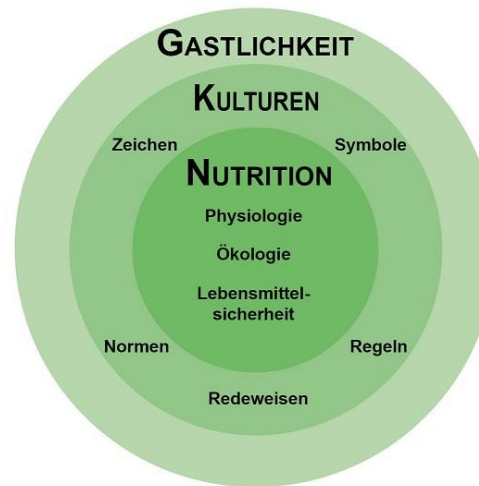 GASTLICHKEIT
KULTUREN
Zeichen
Symbole
NUTRITION
Physiologie
Ökologie
Lebensmittel-
sicherheit
Normen
Regeln
Redeweisen